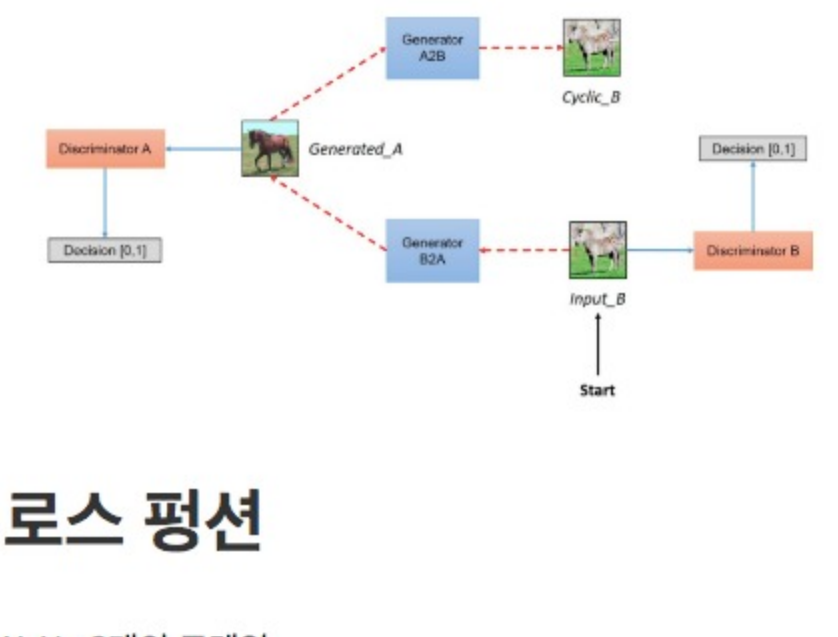 Generator
A2B
Cyclic_B
Discriminator A
Generated_A
Decision [0,1]
Decision [0,1]
Generator
B2A
Discriminator B
Input_B
Start
로스 펑션